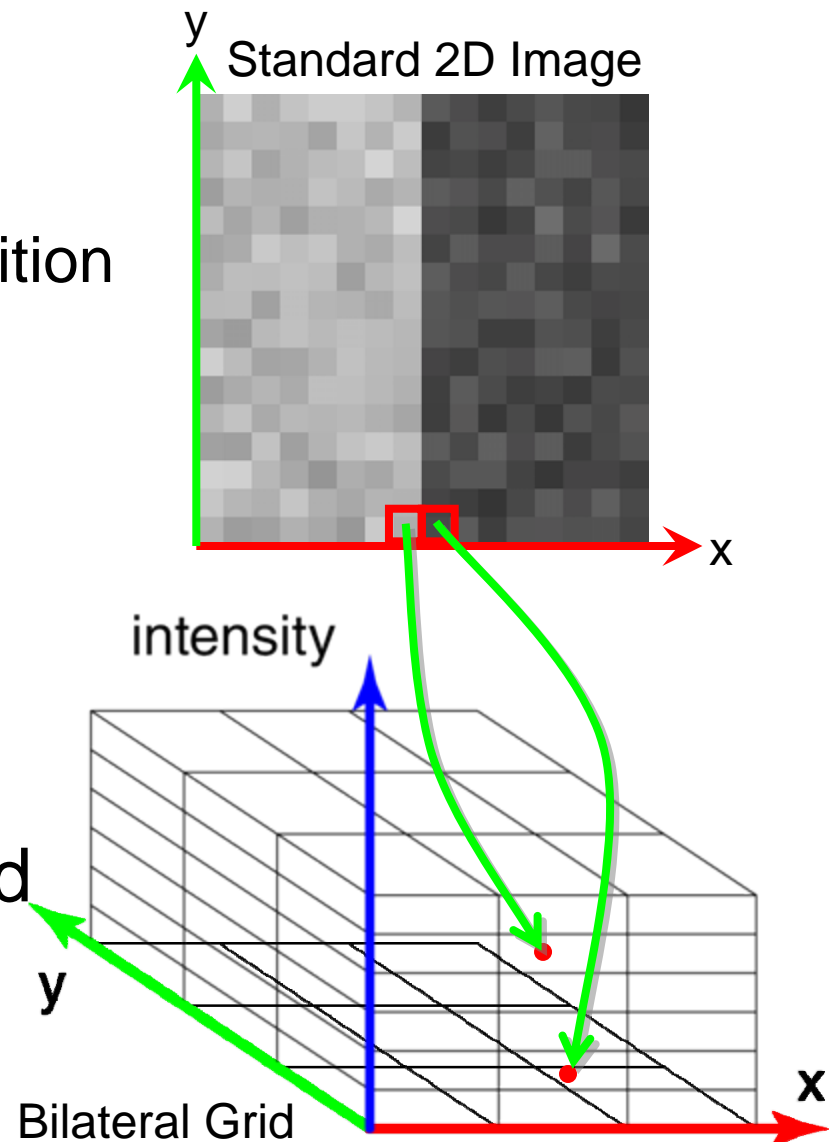 y
Standard 2D Image
ition
x
intensity
d
y
x
Bilateral Grid